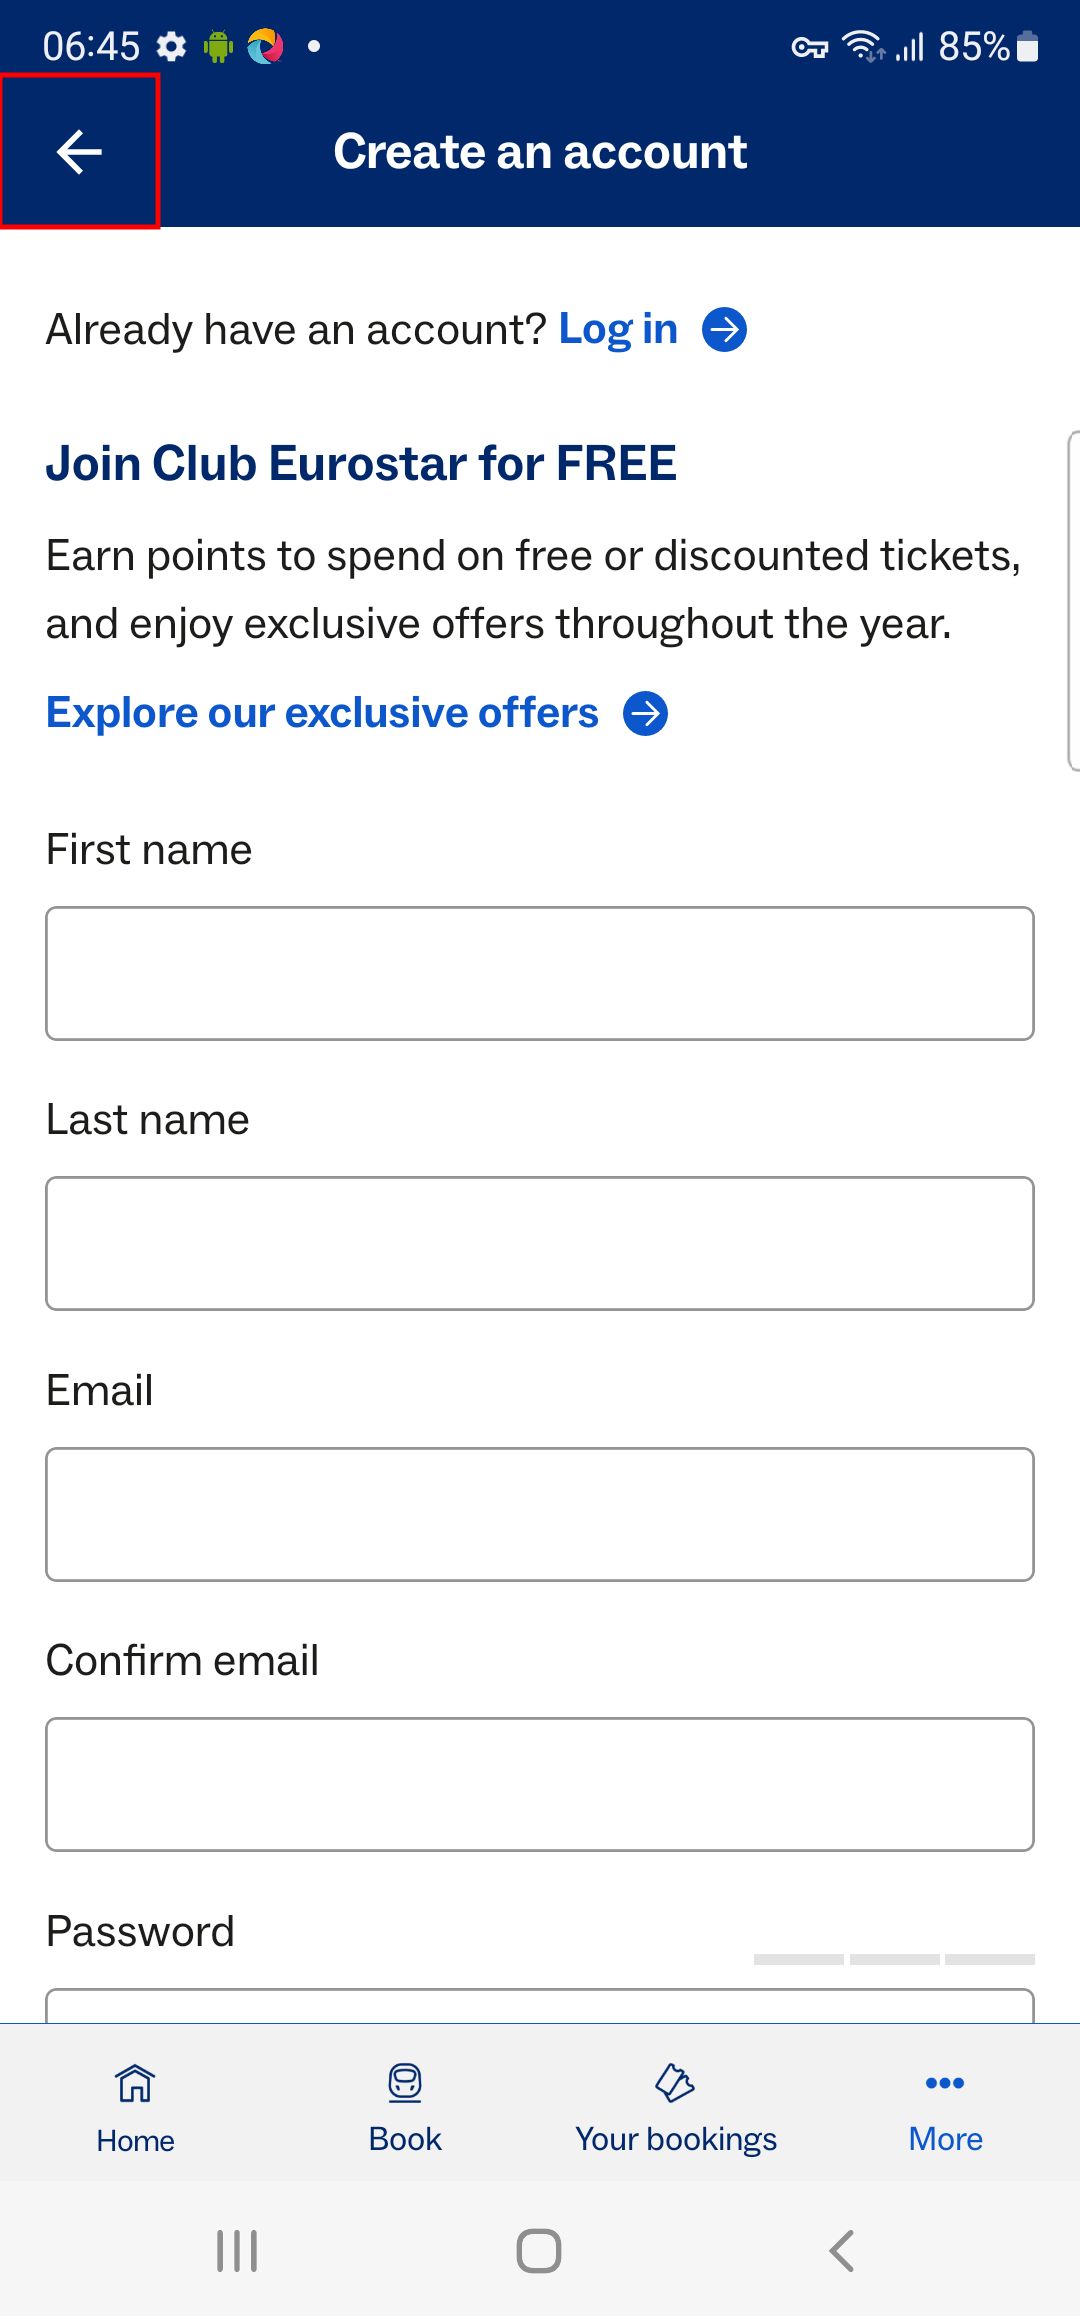 06:45
85%
Create an account
Already have an account? Log in
Join Club Eurostar for FREE
Earn points to spend on free or discounted tickets,
and enjoy exclusive offers throughout the year.
Explore our exclusive offers
First name
Last name
Email
Confirm email
Password
Home
Book
Your bookings
More